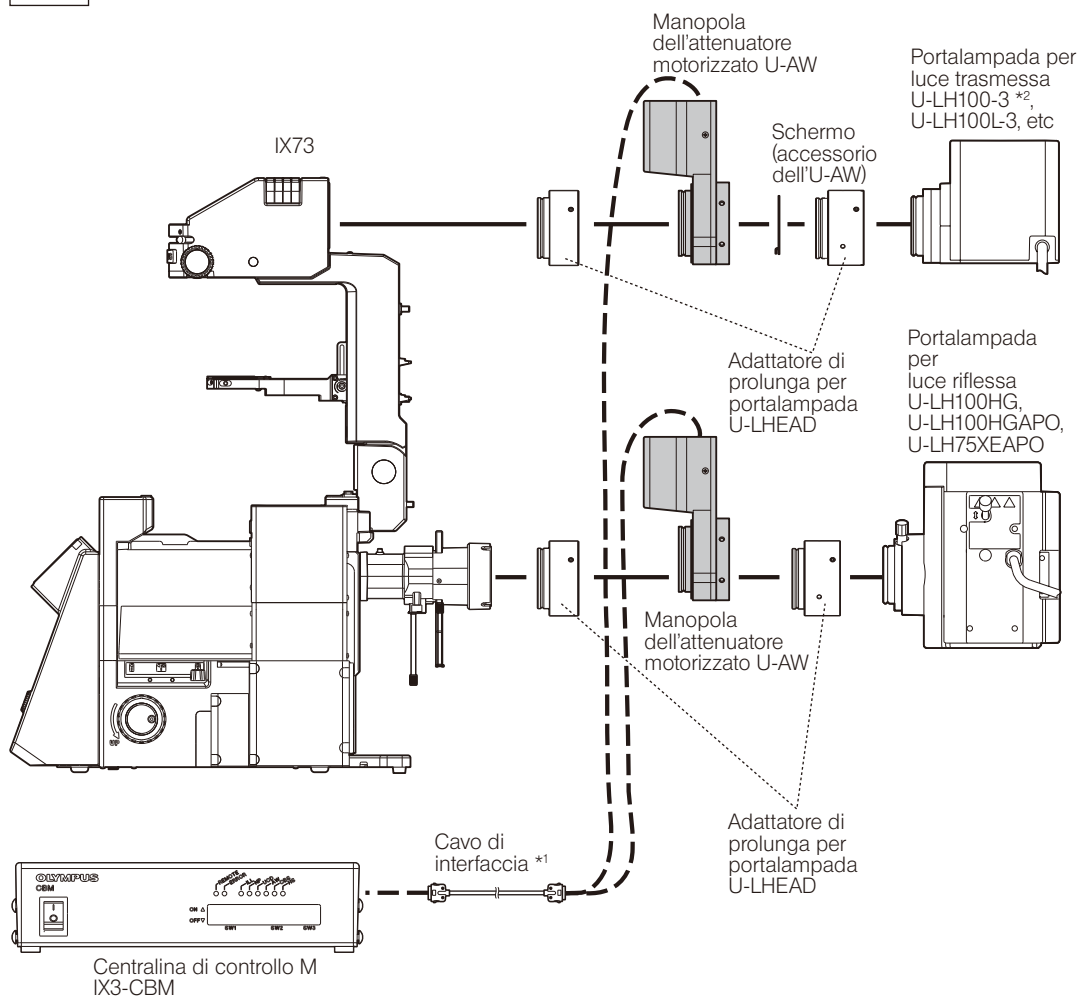 Manopola
dell'attenuatore
motorizzato U-AW
Portalampada per
luce trasmessa
U-LH100-3 *2,
U-LH100L-3, etc
IX73
Schermo
(accessorio
dell'U-AW)
Adattatore di
prolunga per
portalampada
U-LHEAD
Portalampada
per
luce riflessa
U-LH100HG,
U-LH100HGAPO,
U-LH75XEAPO
Manopola
dell'attenuatore
motorizzato U-AW
UP
Adattatore di
prolunga per
portalampada
U-LHEAD
Cavo di
interfaccia *1
OLYMPUS
CBM
REMOTE
ERROR
ON △
OFF ▽
SW1 SW2 SW3
Centralina di controllo M
IX3-CBM